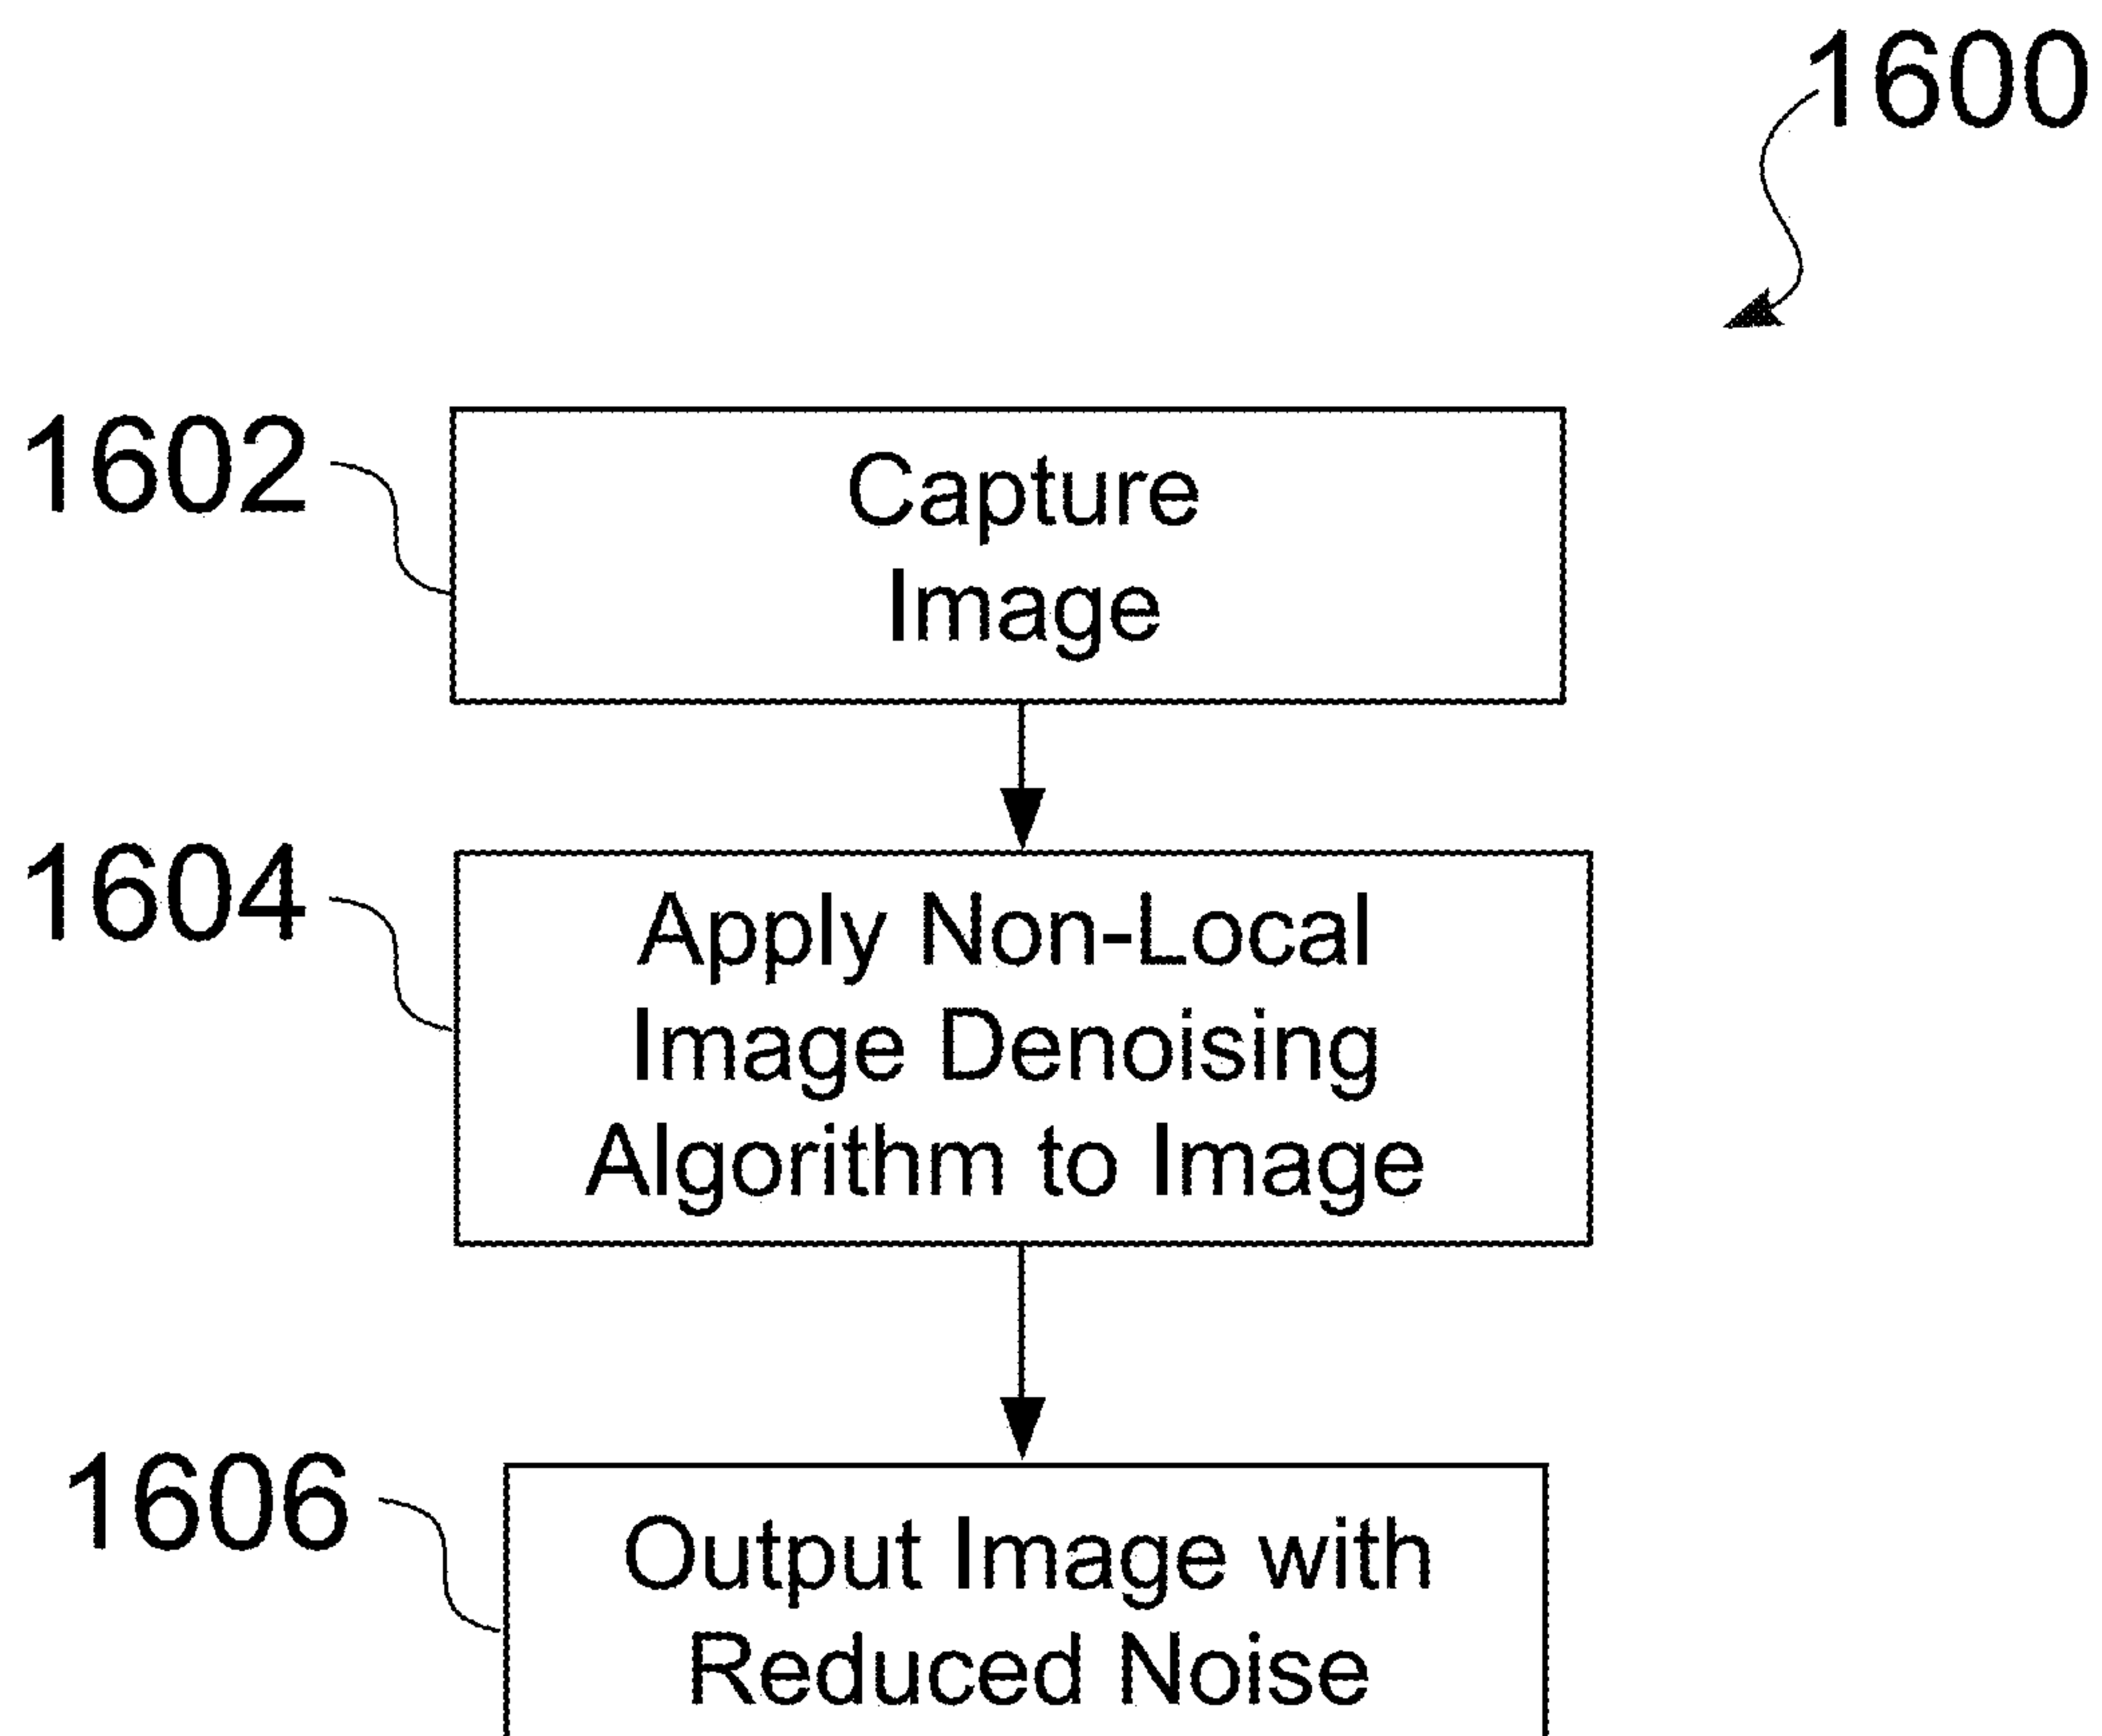 1600
1602
Capture
Image
1604
Apply Non-Local
Image Denoising
Algorithm to Image
1606
Output Image with
Reduced Noise